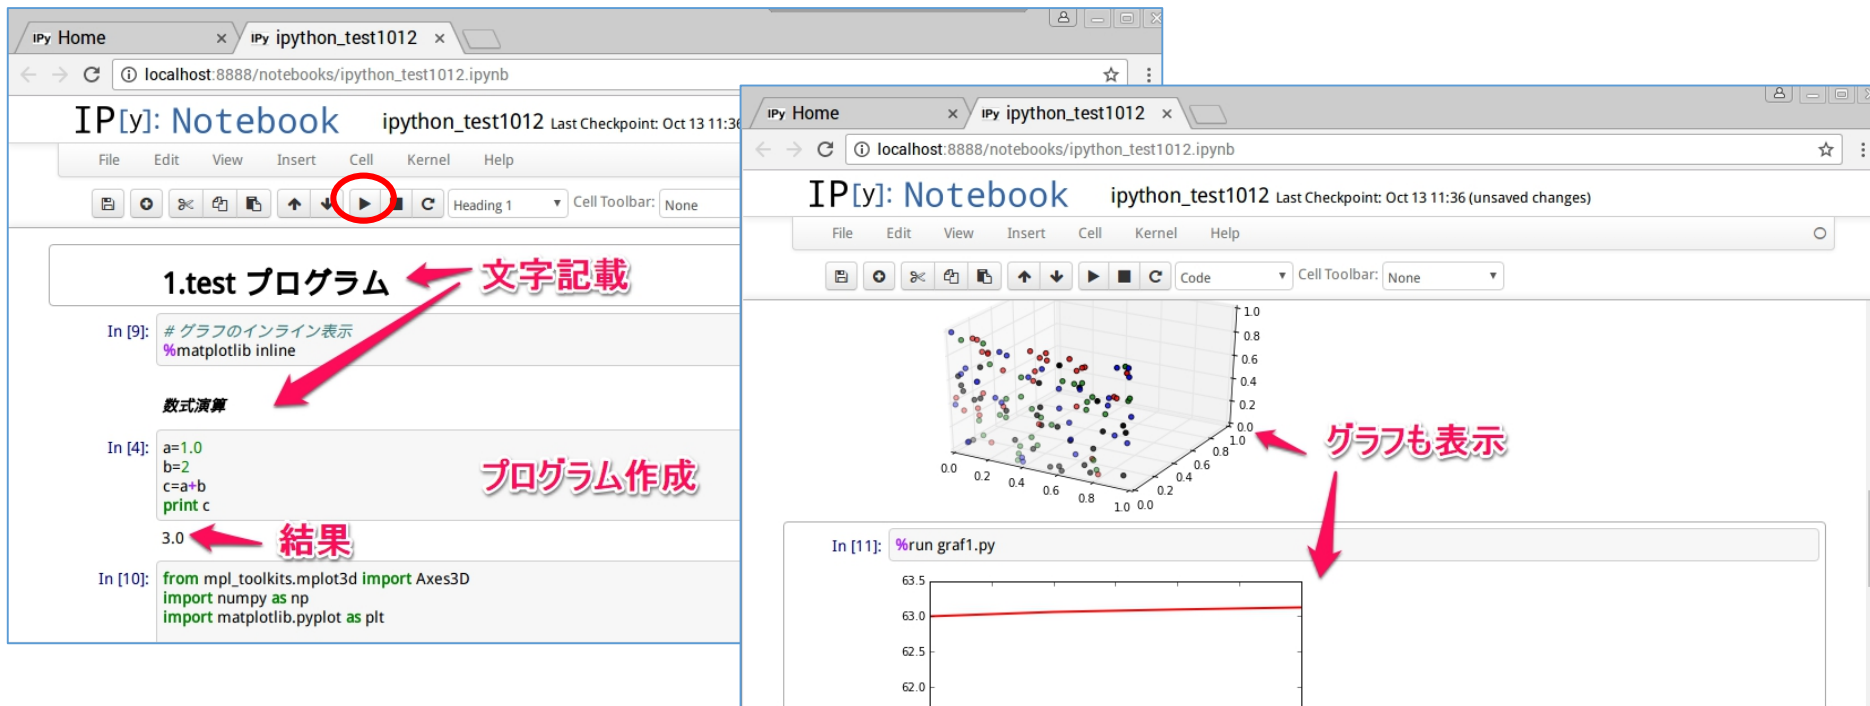 IPy Home × IPy ipython_test1012 ×
localhost:8888/notebooks/ipython_test1012.ipynb
IP[y]: Notebook ipython_test1012 Last Checkpoint: Oct 13 11:36
File Edit View Insert Cell Kernel Help
Heading 1 Cell Toolbar: None
1.test プログラム
文字記載
In [9]: # グラフのインライン表示
%matplotlib inline
数式演算
In [4]: a=1.0
b=2
c=a+b
print c
プログラム作成
3.0
結果
In [10]: from mpl_toolkits.mplot3d import Axes3D
import numpy as np
import matplotlib.pyplot as plt
IPy Home × IPy ipython_test1012 ×
localhost:8888/notebooks/ipython_test1012.ipynb
IP[y]: Notebook ipython_test1012 Last Checkpoint: Oct 13 11:36 (unsaved changes)
File Edit View Insert Cell Kernel Help
Code Cell Toolbar: None
1.0
0.8
0.6
0.4
0.2
0.0
1.0
0.8
0.6
0.4
0.2
0.0
0.0 0.2 0.4 0.6 0.8 1.0
グラフも表示
In [11]: %run graf1.py
63.5
63.0
62.5
62.0